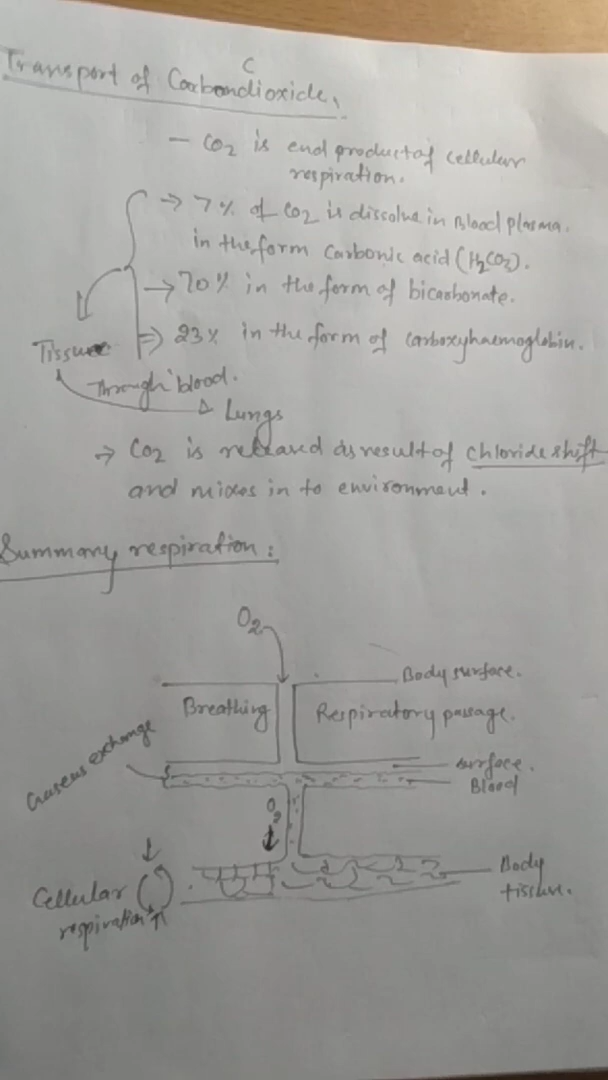 C
Transport of Carbondioxide.
- CO2 is end product of cellular
respiration.
→ 7% of CO2 is dissolve in Blood plasma.
in the form Carbonic acid (H2CO3).
→ 70% in the form of bicarbonate.
⇒ 23% in the form of carboxyhaemoglobin.
Tissue
Through blood.
Lungs
→ CO2 is as result of chloride shift
and mixes in to environment.
Summary respiration:
O2
Body surface.
Breathing
Respiratory passage.
Gaseus exchange
surface.
Blood
O2
Body
tissue.
Cellular
respiration